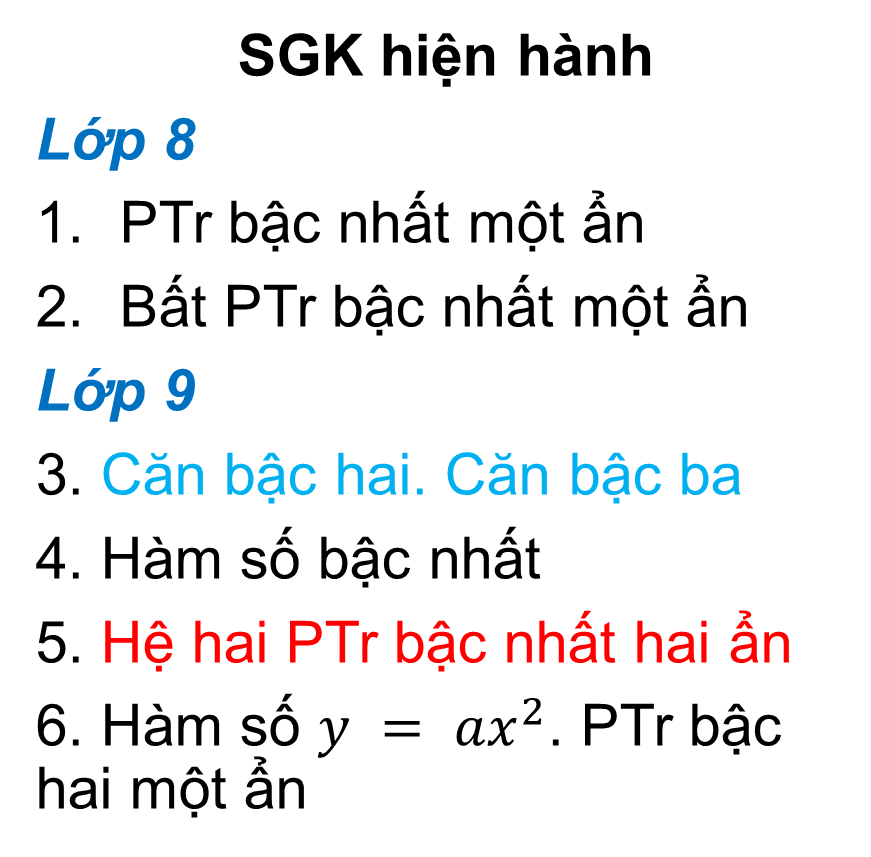 SGK hiện hành
Lớp 8
1. PTr bậc nhất một ẩn
2. Bất PTr bậc nhất một ẩn
Lớp 9
3. Căn bậc hai. Căn bậc ba
4. Hàm số bậc nhất
5. Hệ hai PTr bậc nhất hai ẩn
6. Hàm số y = ax². PTr bậc
hai một ẩn